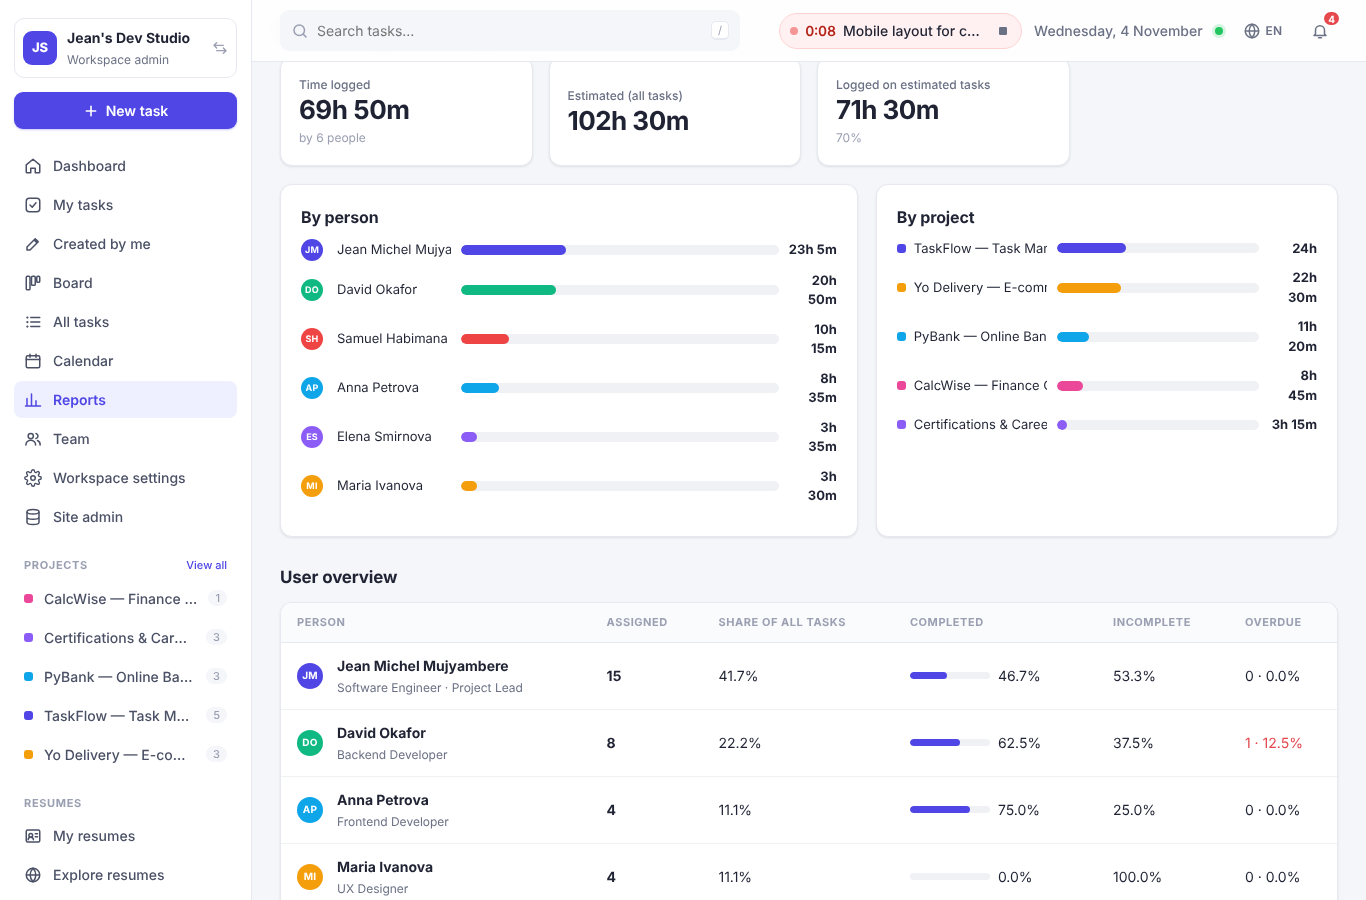 JS
Jean's Dev Studio
Workspace admin
New task
Dashboard
My tasks
Created by me
Board
All tasks
Calendar
Reports
Team
Workspace settings
Site admin
PROJECTS
View all
CalcWise — Finance ...
1
Certifications & Car...
3
PyBank — Online Ba...
3
TaskFlow — Task M...
5
Yo Delivery — E-co...
3
RESUMES
My resumes
Explore resumes
Search tasks...
/
0:08 Mobile layout for c...
Wednesday, 4 November
EN
4
Time logged
69h 50m
by 6 people
Estimated (all tasks)
102h 30m
Logged on estimated tasks
71h 30m
70%
By person
JM Jean Michel Mujya 23h 5m
DO David Okafor 20h
50m
SH Samuel Habimana 10h
15m
AP Anna Petrova 8h
35m
ES Elena Smirnova 3h
35m
MI Maria Ivanova 3h
30m
By project
TaskFlow — Task Mar 24h
Yo Delivery — E-comr 22h
30m
PyBank — Online Ban 11h
20m
CalcWise — Finance C 8h
45m
Certifications & Caree 3h 15m
User overview
PERSON ASSIGNED SHARE OF ALL TASKS COMPLETED INCOMPLETE OVERDUE
JM Jean Michel Mujyambere 15 41.7% 46.7% 53.3% 0 · 0.0%
Software Engineer · Project Lead
DO David Okafor 8 22.2% 62.5% 37.5% 1 · 12.5%
Backend Developer
AP Anna Petrova 4 11.1% 75.0% 25.0% 0 · 0.0%
Frontend Developer
MI Maria Ivanova 4 11.1% 0.0% 100.0% 0 · 0.0%
UX Designer